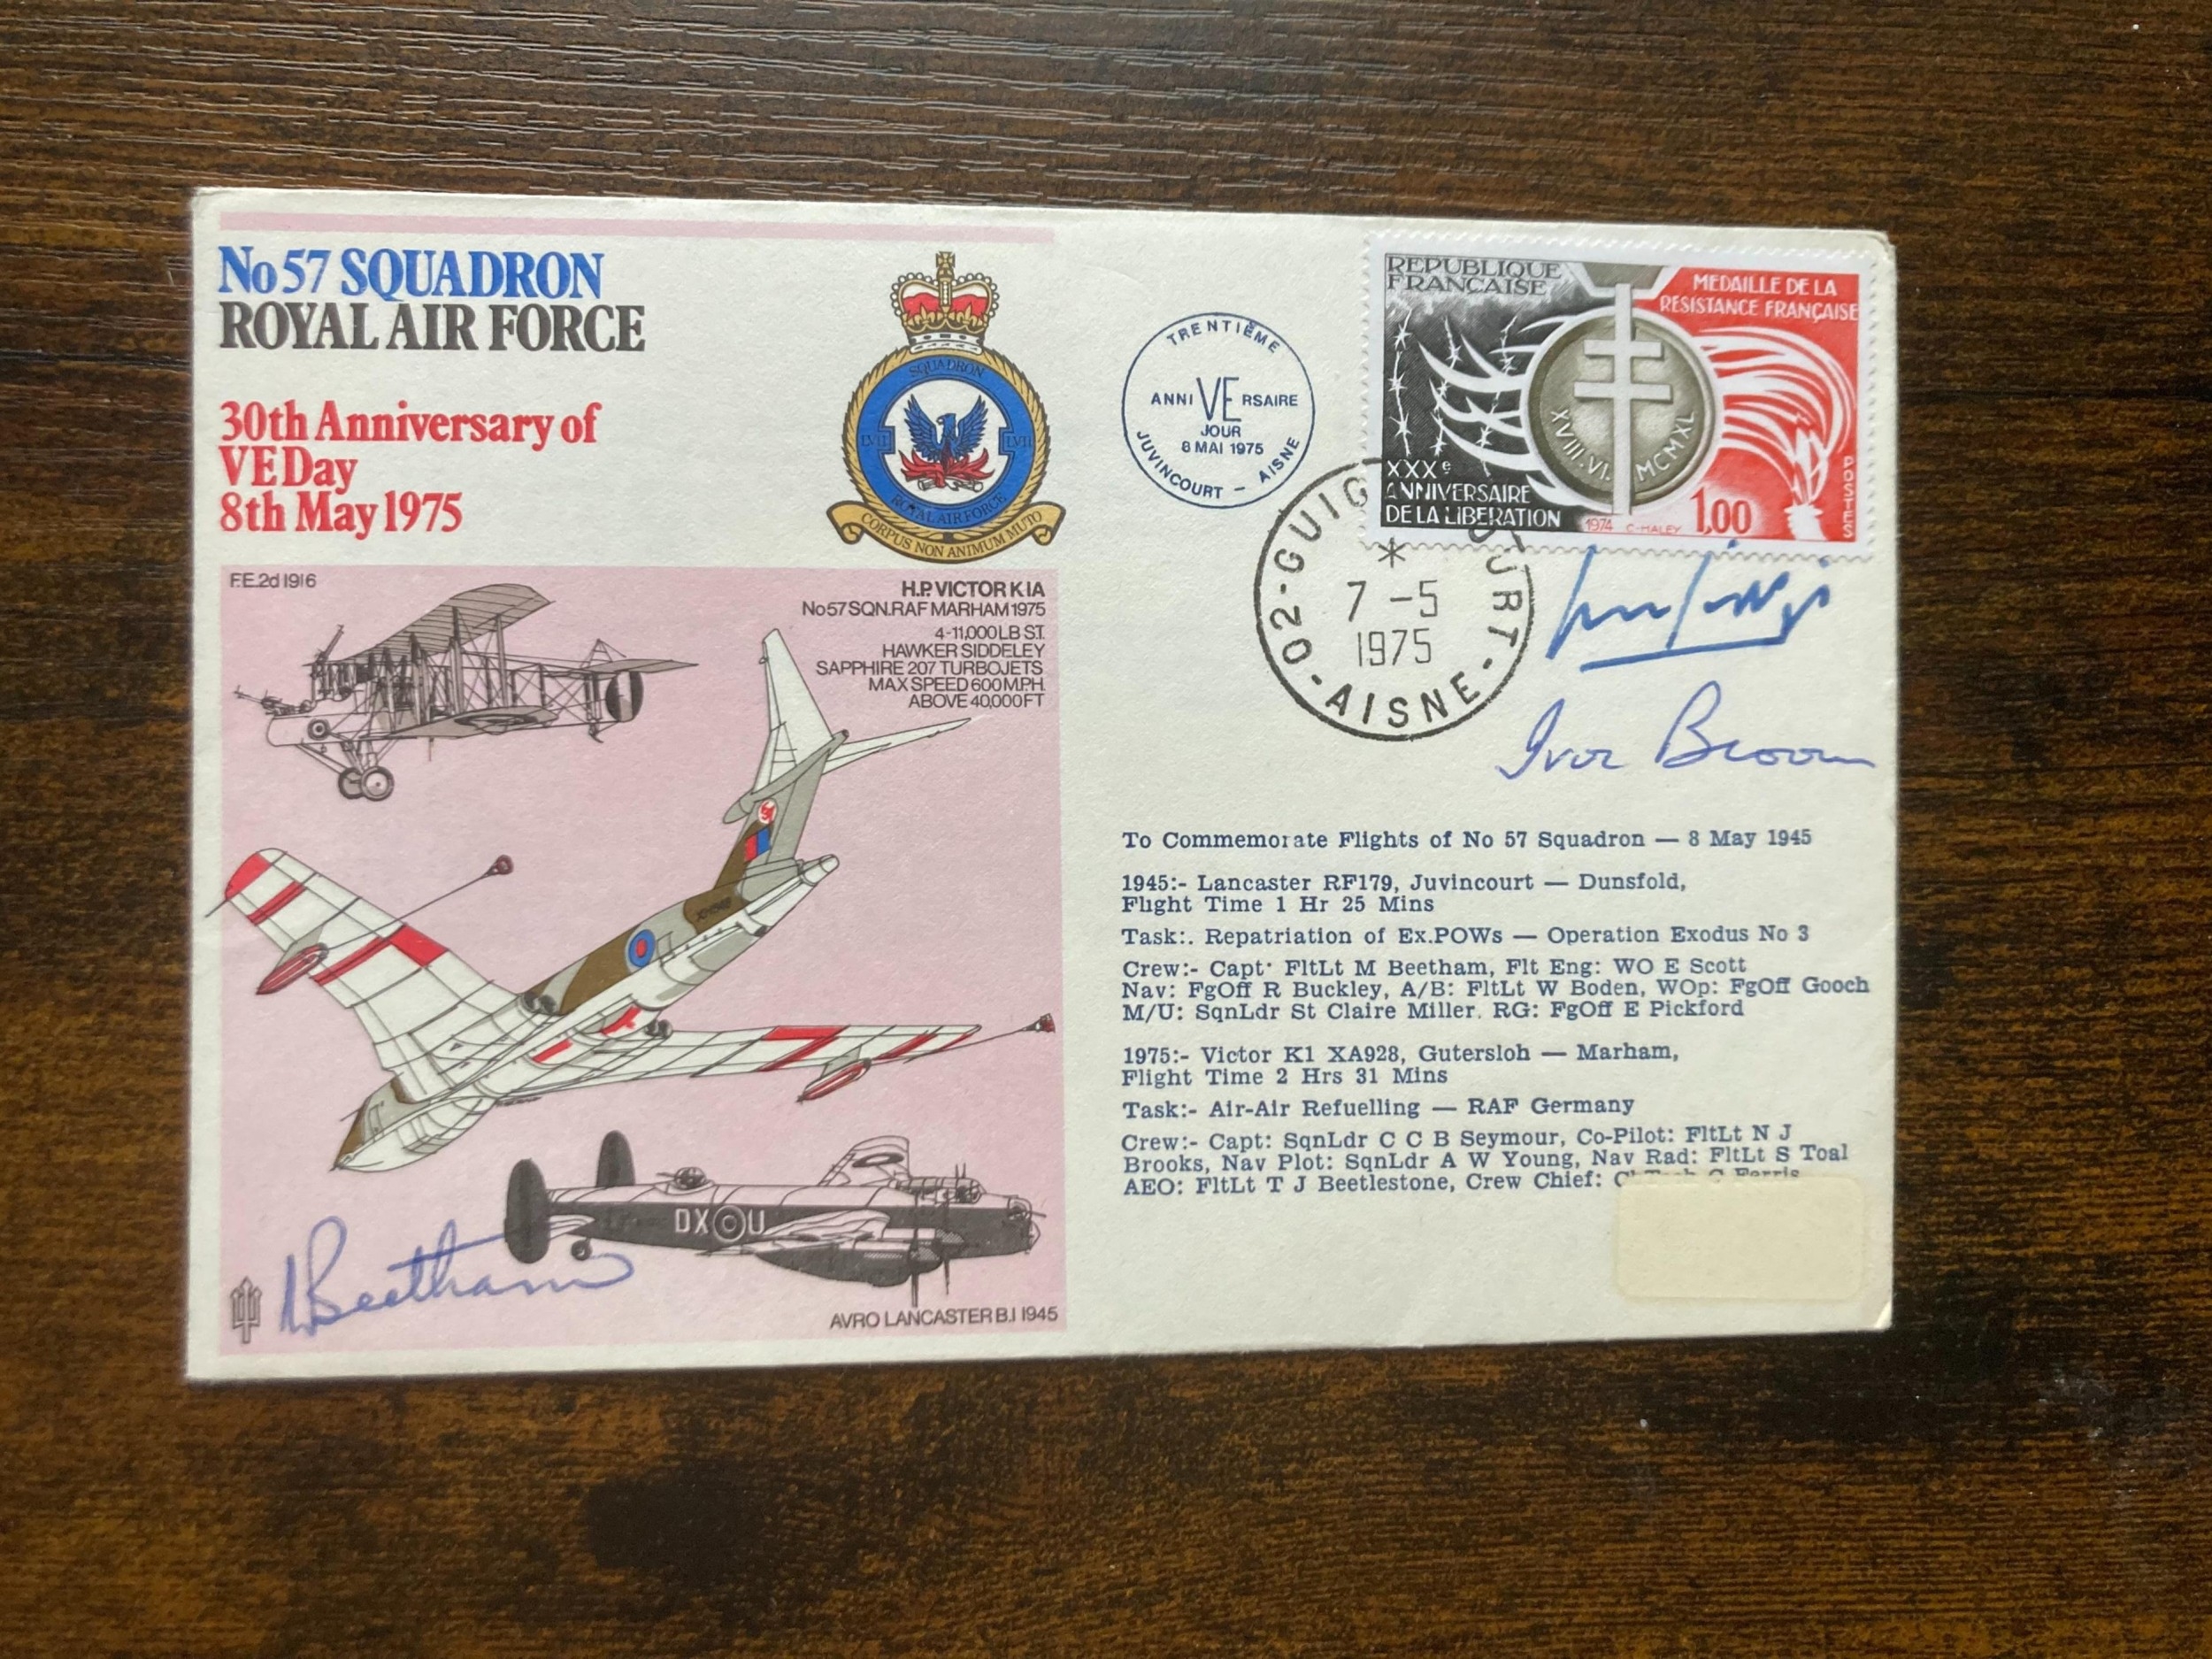 No 57 SQUADRON
ROYAL AIR FORCE
30th Anniversary of
VE Day
8th May 1975
SQUADRON
LVII LVII
ROYAL AIR FORCE
CORPUS NON ANIMUM MUTO
TRENTIÈME
ANNI VE RSAIRE
JOUR
8 MAI 1975
JUVINCOURT - AISNE
REPUBLIQUE
FRANÇAISE
MEDAILLE DE LA
RESISTANCE FRANÇAISE
XVIII.VI. MCMXL
XXXe
ANNIVERSAIRE
DE LA LIBERATION
1974 C-HALEY 1,00
POSTES
02-
*
7 -5
1975
-AISNE-
Ivor Broom
F.E.2d 1916
H.P. VICTOR K IA
No 57 SQN. RAF MARHAM 1975
4-11,000 LB S.T.
HAWKER SIDDELEY
SAPPHIRE 207 TURBOJETS
MAX SPEED 600 M.P.H.
ABOVE 40,000 FT
DX U
Beetham
AVRO LANCASTER B.I 1945
To Commemorate Flights of No 57 Squadron — 8 May 1945
1945:- Lancaster RF179, Juvincourt — Dunsfold,
Flight Time 1 Hr 25 Mins
Task:. Repatriation of Ex.POWs — Operation Exodus No 3
Crew:- Capt· FltLt M Beetham, Flt Eng: WO E Scott
Nav: FgOff R Buckley, A/B: FltLt W Boden, WOp: FgOff Gooch
M/U: SqnLdr St Claire Miller. RG: FgOff E Pickford
1975:- Victor K1 XA928, Gutersloh — Marham,
Flight Time 2 Hrs 31 Mins
Task:- Air-Air Refuelling — RAF Germany
Crew:- Capt: SqnLdr C C B Seymour, Co-Pilot: FltLt N J
Brooks, Nav Plot: SqnLdr A W Young, Nav Rad: FltLt S Toal
AEO: FltLt T J Beetlestone, Crew Chief: